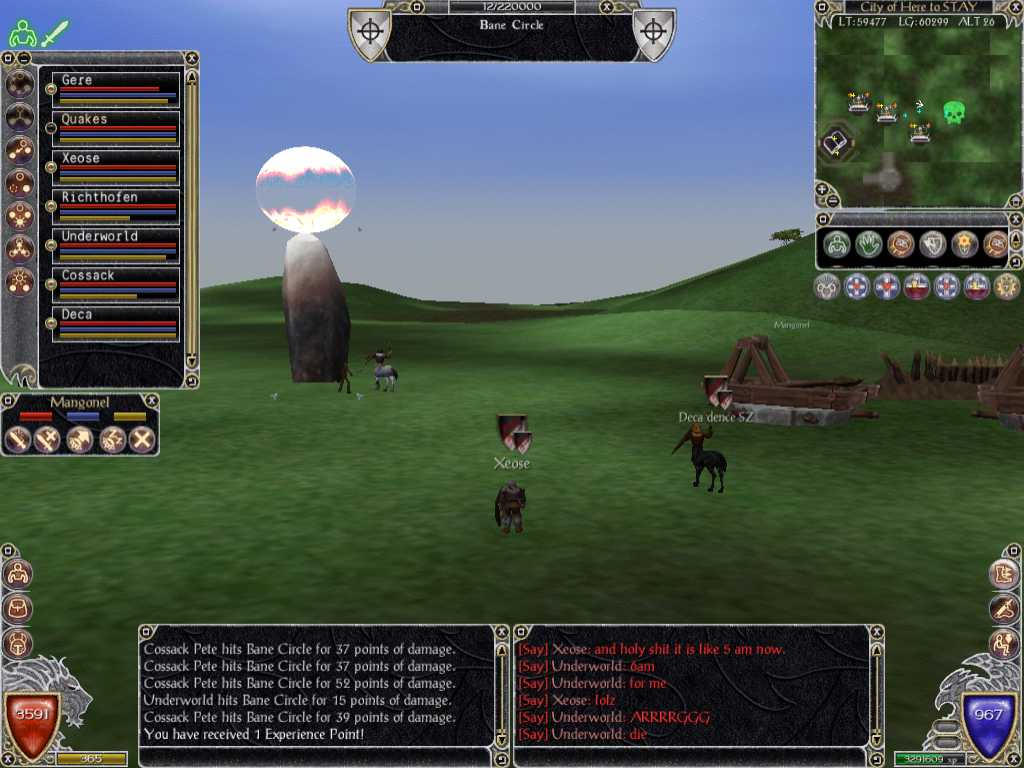 12/220000
Bane Circle
City of Here to STAY
LT:59477 LG:60299 ALT 26
Gere
Quakes
Xeose
Richthofen
Underworld
Cossack
Deca
Mangonel
Mangonel
Deca dence SZ
Xeose
Cossack Pete hits Bane Circle for 37 points of damage.
Cossack Pete hits Bane Circle for 37 points of damage.
Cossack Pete hits Bane Circle for 52 points of damage.
Underworld hits Bane Circle for 15 points of damage.
Cossack Pete hits Bane Circle for 39 points of damage.
You have received 1 Experience Point!
[Say] Xeose: and holy shit it is like 5 am now.
[Say] Underworld: 6am
[Say] Underworld: for me
[Say] Xeose: lolz
[Say] Underworld: ARRRRGGG
[Say] Underworld: die
3591
365
967
3291609 xp